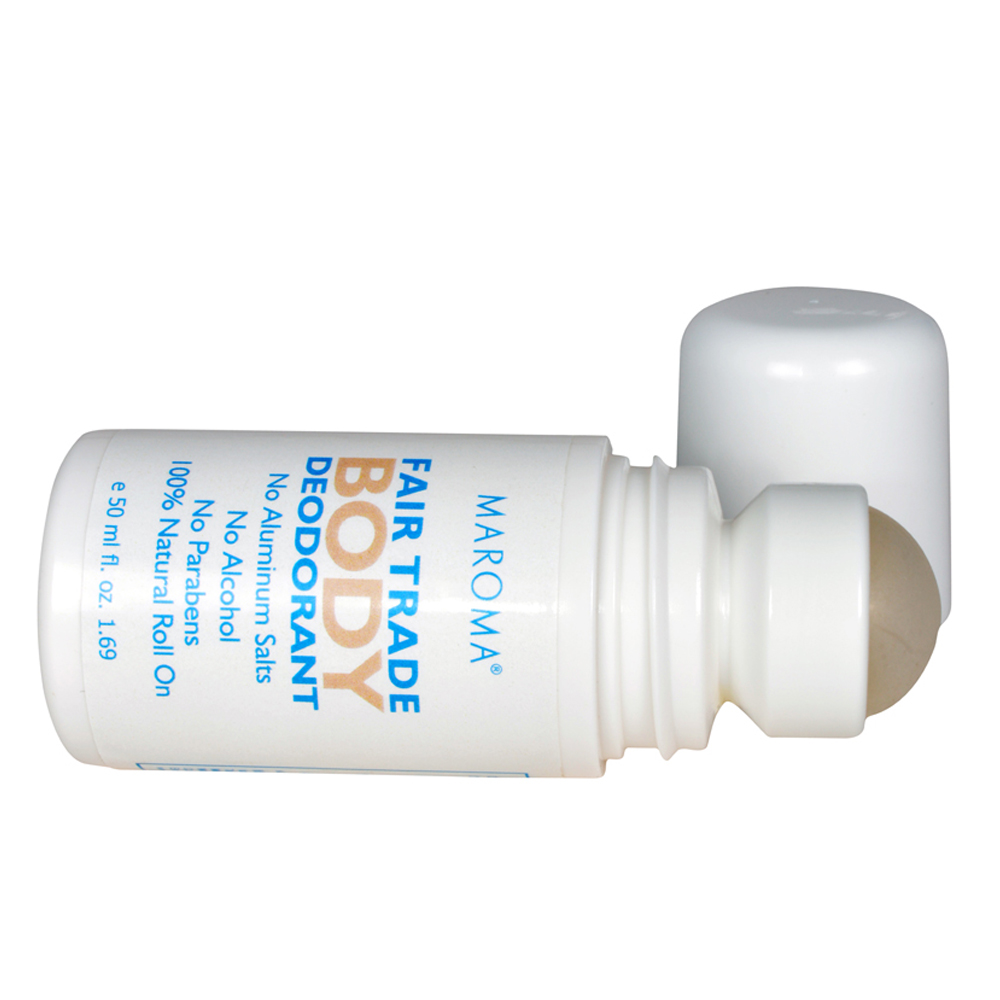 MAROMA®
FAIR TRADE
BODY
DEODORANT
No Aluminum Salts
No Alcohol
No Parabens
100% Natural Roll On
e 50 ml fl. oz. 1.69